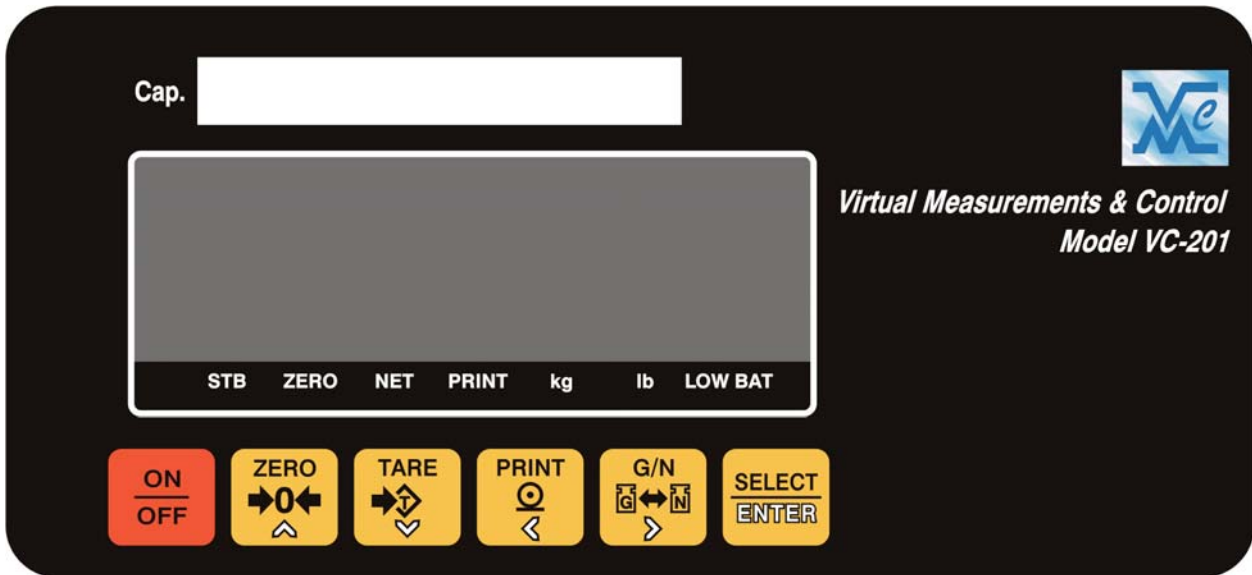 Cap.
VMC
Virtual Measurements & Control
Model VC-201
STB ZERO NET PRINT kg lb LOW BAT
ON
OFF
ZERO
→0←
TARE
T
PRINT
G/N
G↔N
SELECT
ENTER